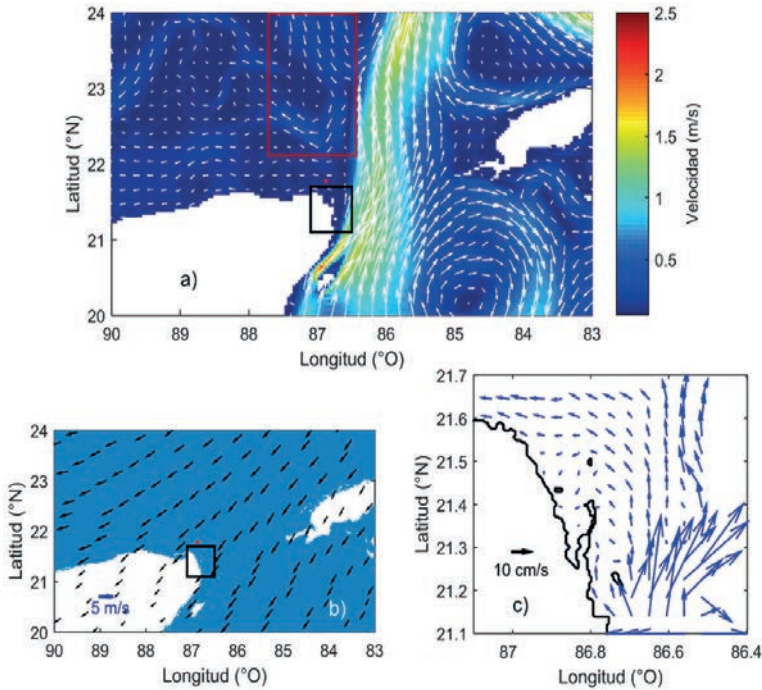 24
23
22
21
20
Latitud (°N)
a)
90 89 88 87 86 85 84 83
Longitud (°O)
2.5
2
1.5
1
0.5
Velocidad (m/s)
24
23
22
21
20
Latitud (°N)
5 m/s
b)
90 89 88 87 86 85 84 83
Longitud (°O)
21.7
21.6
21.5
21.4
21.3
21.2
21.1
Latitud (°N)
10 cm/s
c)
87 86.8 86.6 86.4
Longitud (°O)